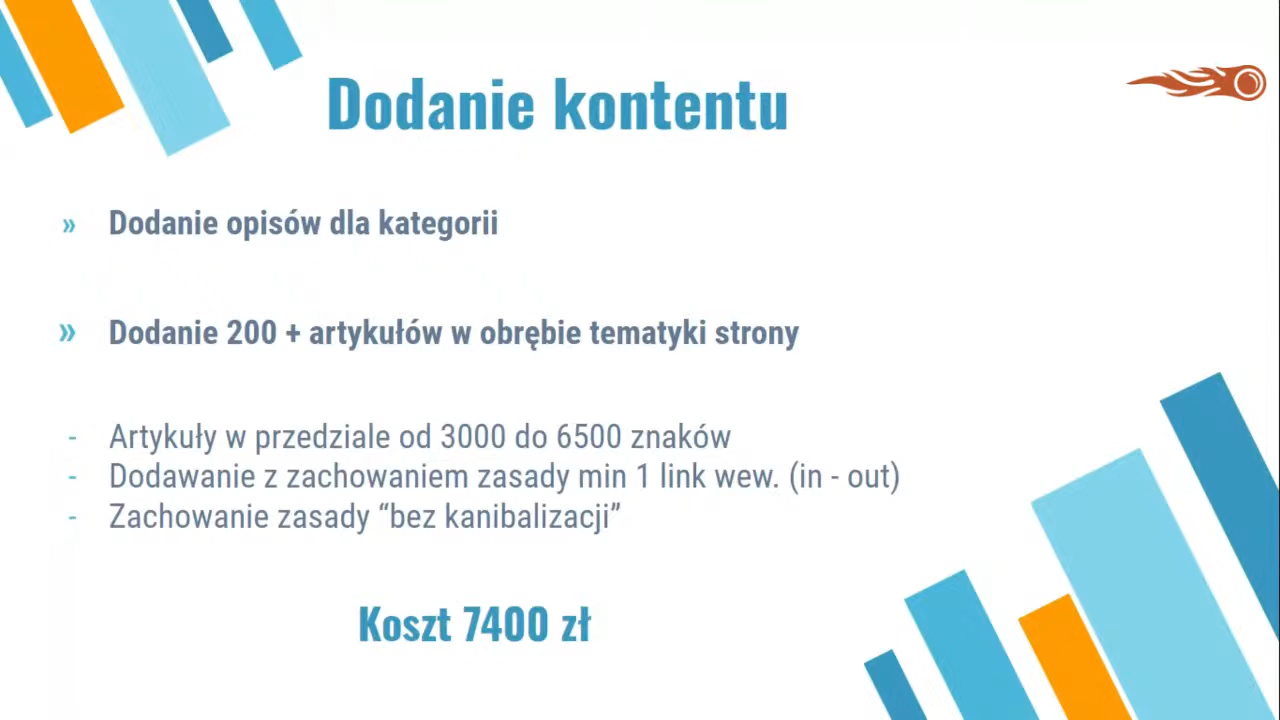 Dodanie kontentu
» Dodanie opisów dla kategorii
» Dodanie 200 + artykułów w obrębie tematyki strony
- Artykuły w przedziale od 3000 do 6500 znaków
- Dodawanie z zachowaniem zasady min 1 link wew. (in - out)
- Zachowanie zasady “bez kanibalizacji”
Koszt 7400 zł